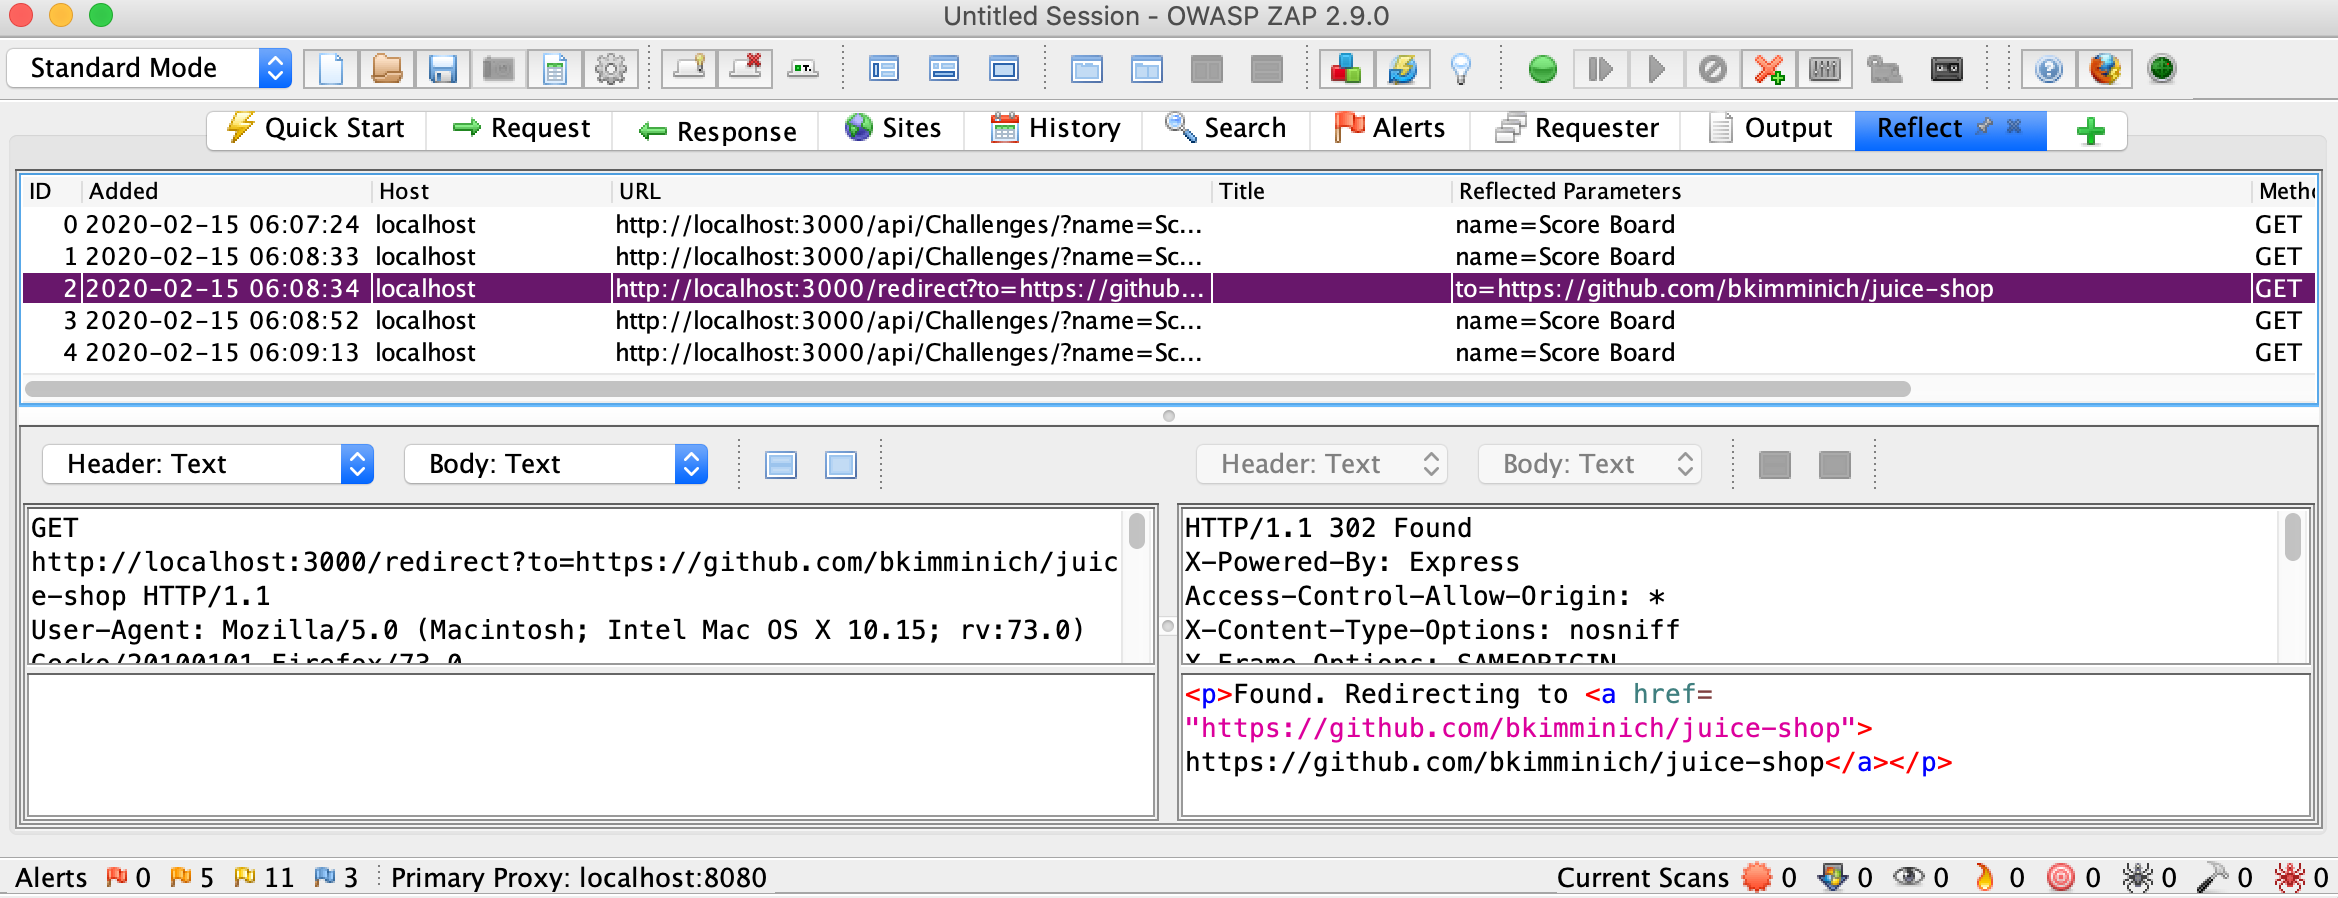 Untitled Session - OWASP ZAP 2.9.0
Standard Mode
Quick Start Request Response Sites History Search Alerts Requester Output Reflect
ID Added Host URL Title Reflected Parameters Meth
0 2020-02-15 06:07:24 localhost http://localhost:3000/api/Challenges/?name=Sc... name=Score Board GET
1 2020-02-15 06:08:33 localhost http://localhost:3000/api/Challenges/?name=Sc... name=Score Board GET
2 2020-02-15 06:08:34 localhost http://localhost:3000/redirect?to=https://github... to=https://github.com/bkimminich/juice-shop GET
3 2020-02-15 06:08:52 localhost http://localhost:3000/api/Challenges/?name=Sc... name=Score Board GET
4 2020-02-15 06:09:13 localhost http://localhost:3000/api/Challenges/?name=Sc... name=Score Board GET
Header: Text Body: Text Header: Text Body: Text
GET
http://localhost:3000/redirect?to=https://github.com/bkimminich/juic
e-shop HTTP/1.1
User-Agent: Mozilla/5.0 (Macintosh; Intel Mac OS X 10.15; rv:73.0)
Gecko/20100101 Firefox/73.0
HTTP/1.1 302 Found
X-Powered-By: Express
Access-Control-Allow-Origin: *
X-Content-Type-Options: nosniff
X-Frame-Options: SAMEORIGIN
<p>Found. Redirecting to <a href=
"https://github.com/bkimminich/juice-shop">
https://github.com/bkimminich/juice-shop</a></p>
Alerts 0 5 11 3 Primary Proxy: localhost:8080 Current Scans 0 0 0 0 0 0 0 0